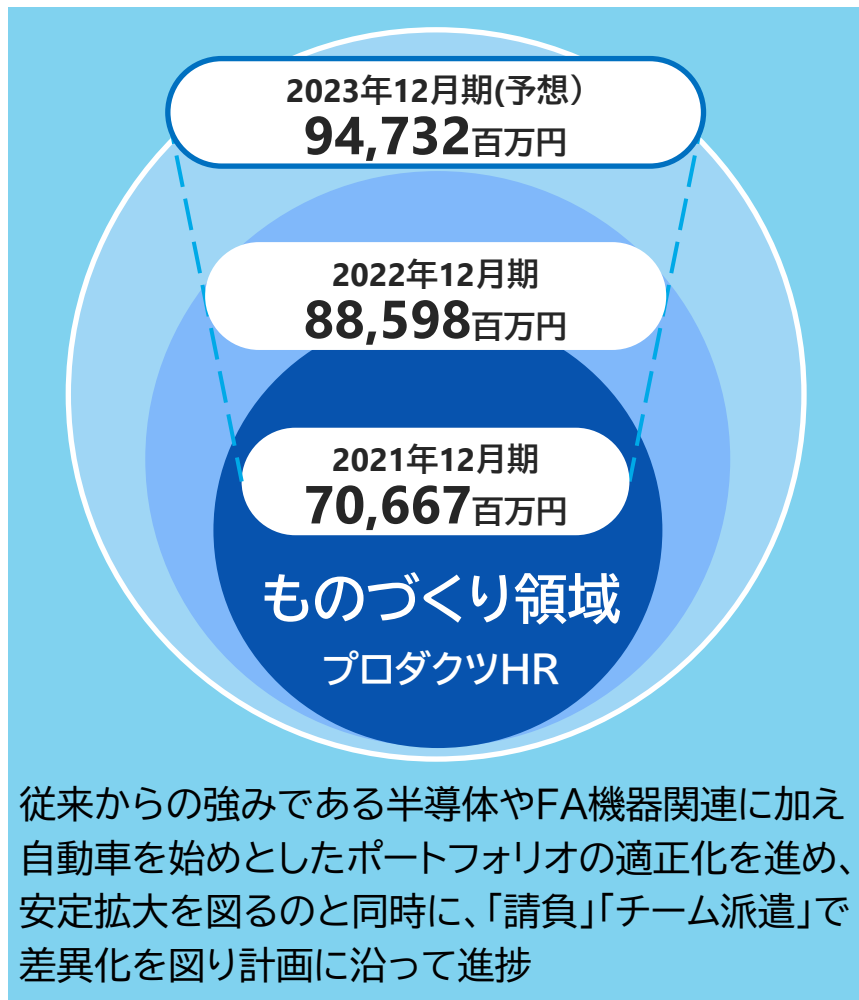 2023年12月期(予想）
94,732百万円
2022年12月期
88,598百万円
2021年12月期
70,667百万円
ものづくり領域
プロダクツHR
従来からの強みである半導体やFA機器関連に加え
自動車を始めとしたポートフォリオの適正化を進め、
安定拡大を図るのと同時に、「請負」「チーム派遣」で
差異化を図り計画に沿って進捗